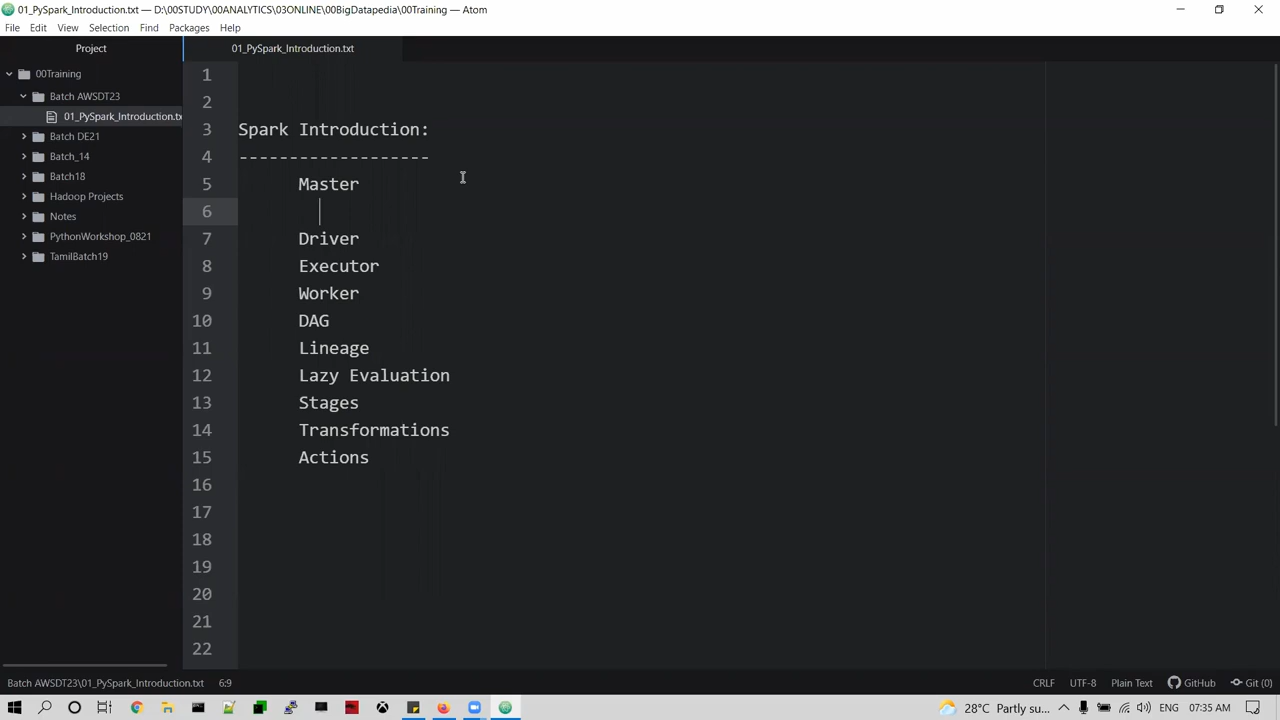 01_PySpark_Introduction.txt — D:\00STUDY\00ANALYTICS\03ONLINE\00BigDatapedia\00Training — Atom
File Edit View Selection Find Packages Help
Project
01_PySpark_Introduction.txt
00Training
Batch AWSDT23
01_PySpark_Introduction.tx
Batch DE21
Batch_14
Batch18
Hadoop Projects
Notes
PythonWorkshop_0821
TamilBatch19
1
2
3 Spark Introduction:
4 -------------------
5 Master
6
7 Driver
8 Executor
9 Worker
10 DAG
11 Lineage
12 Lazy Evaluation
13 Stages
14 Transformations
15 Actions
16
17
18
19
20
21
22
Batch AWSDT23\01_PySpark_Introduction.txt 6:9 CRLF UTF-8 Plain Text GitHub Git (0)
28°C Partly su... ENG 07:35 AM